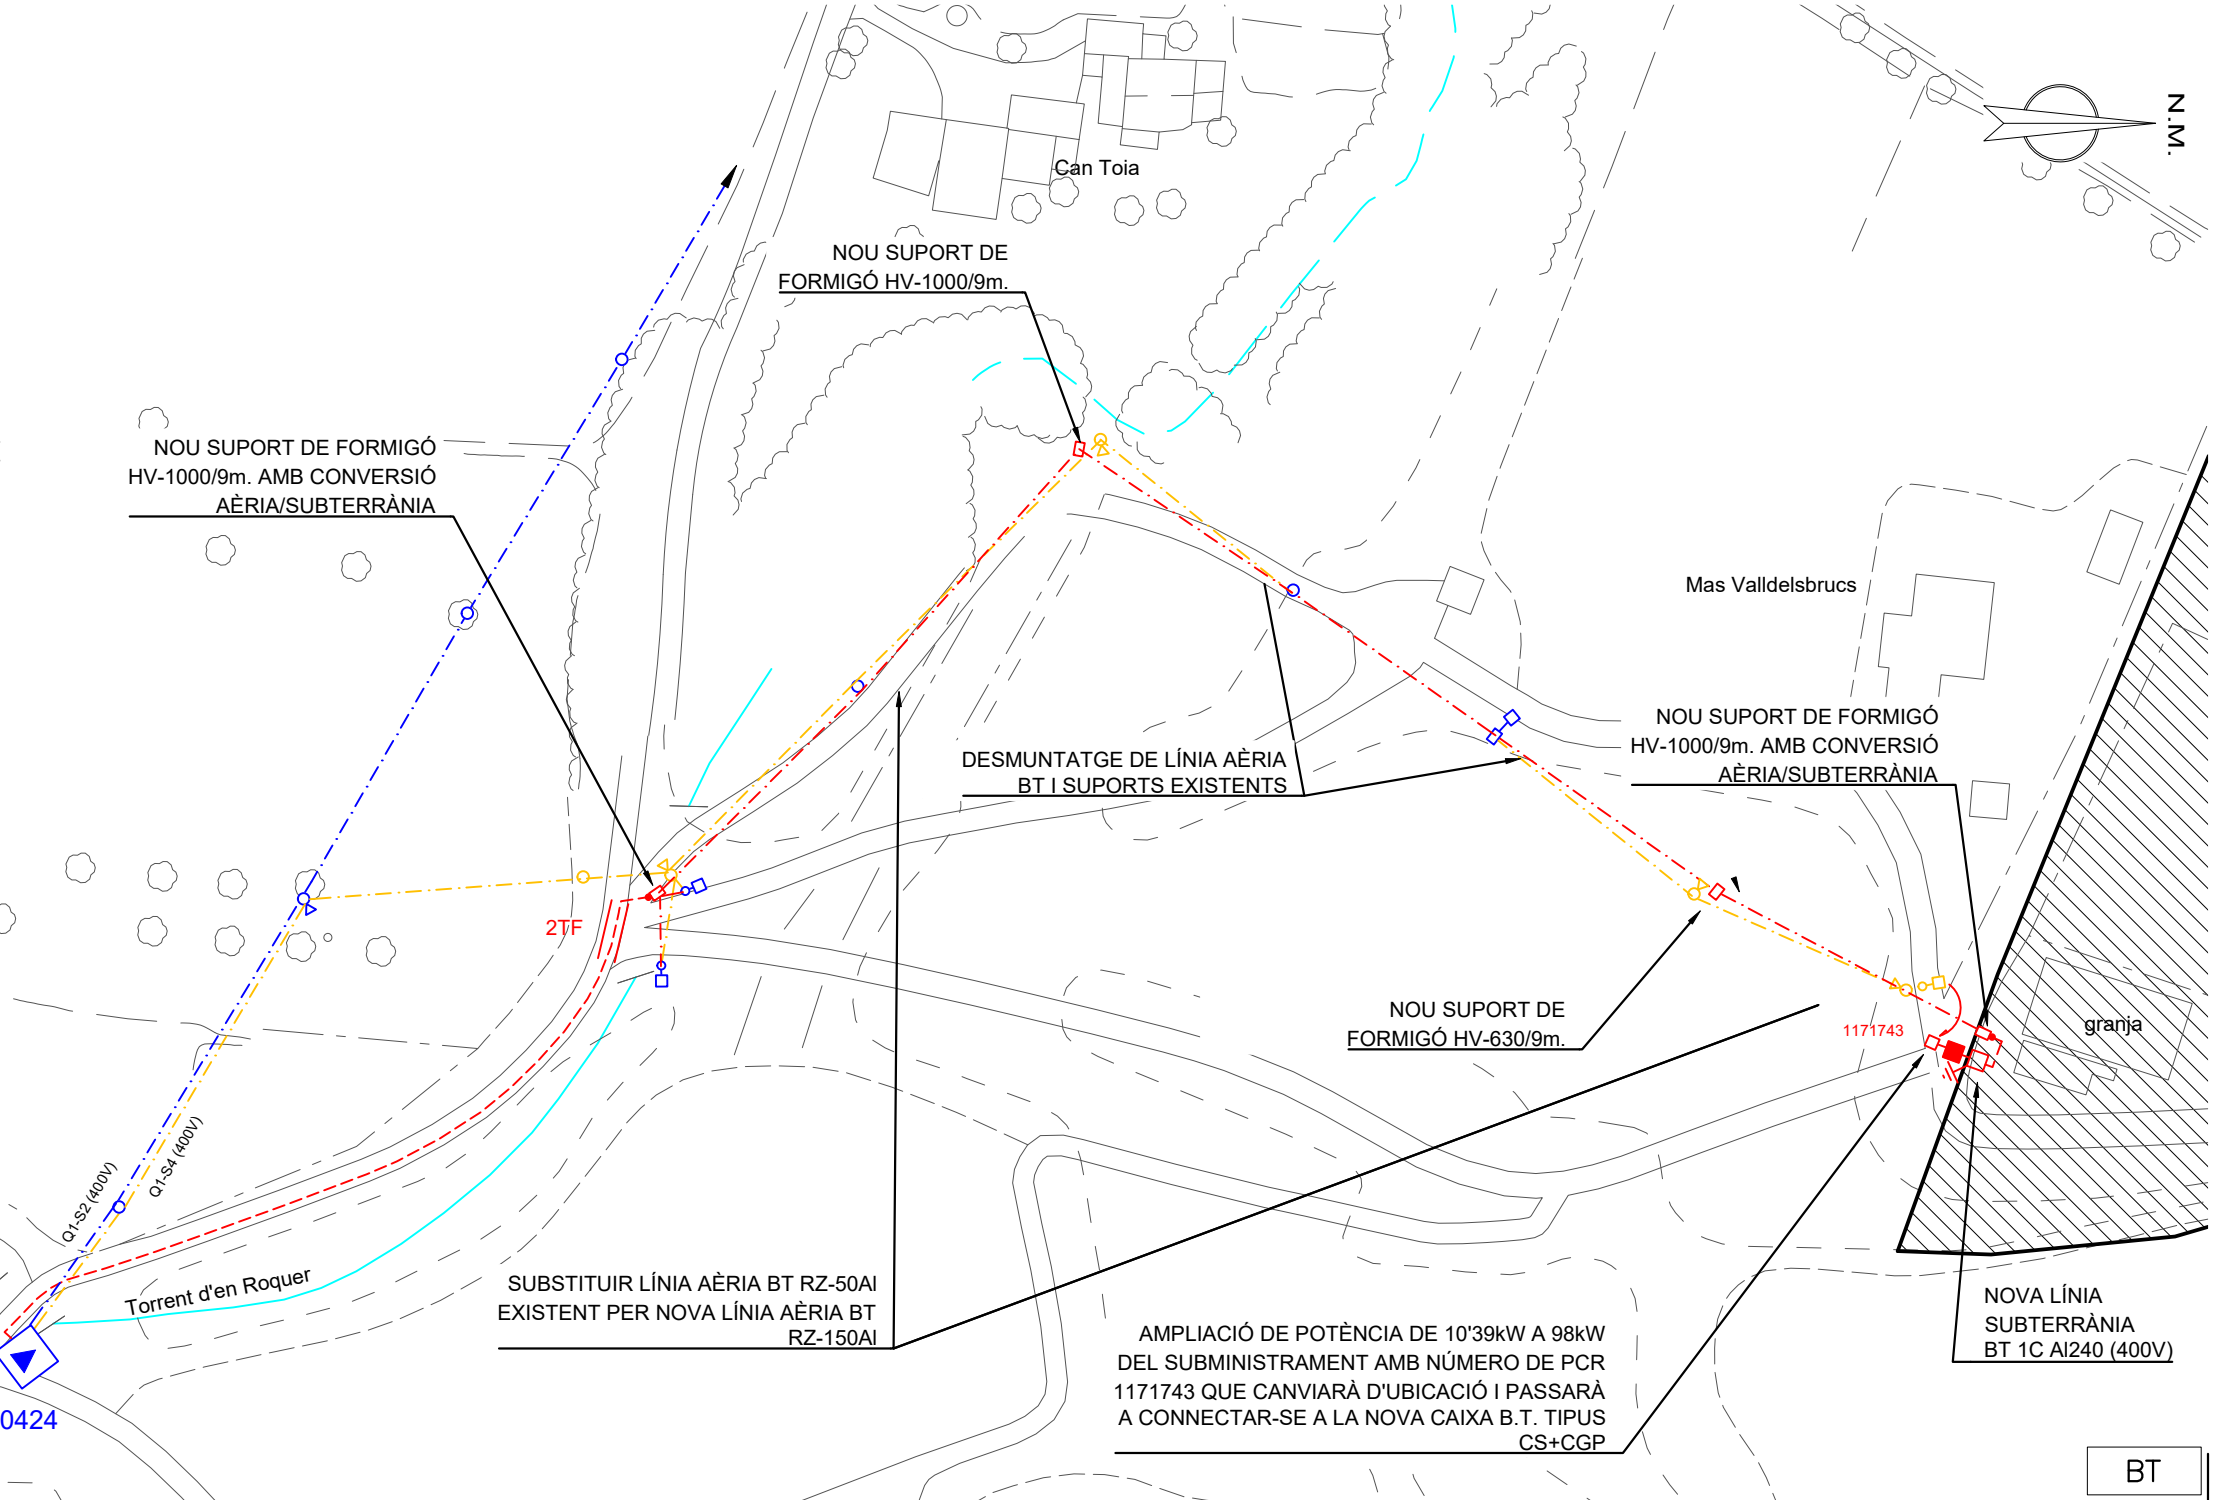 N.M.
Can Toia
NOU SUPORT DE
FORMIGÓ HV-1000/9m.
NOU SUPORT DE FORMIGÓ
HV-1000/9m. AMB CONVERSIÓ
AÈRIA/SUBTERRÀNIA
Mas Valldelsbrucs
NOU SUPORT DE FORMIGÓ
HV-1000/9m. AMB CONVERSIÓ
AÈRIA/SUBTERRÀNIA
DESMUNTATGE DE LÍNIA AÈRIA
BT I SUPORTS EXISTENTS
2TF
NOU SUPORT DE
FORMIGÓ HV-630/9m.
1171743
granja
Q1-S2 (400V)
Q1-S4 (400V)
Torrent d'en Roquer
SUBSTITUIR LÍNIA AÈRIA BT RZ-50Al
EXISTENT PER NOVA LÍNIA AÈRIA BT
RZ-150Al
AMPLIACIÓ DE POTÈNCIA DE 10'39kW A 98kW
DEL SUBMINISTRAMENT AMB NÚMERO DE PCR
1171743 QUE CANVIARÀ D'UBICACIÓ I PASSARÀ
A CONNECTAR-SE A LA NOVA CAIXA B.T. TIPUS
CS+CGP
NOVA LÍNIA
SUBTERRÀNIA
BT 1C Al240 (400V)
0424
BT